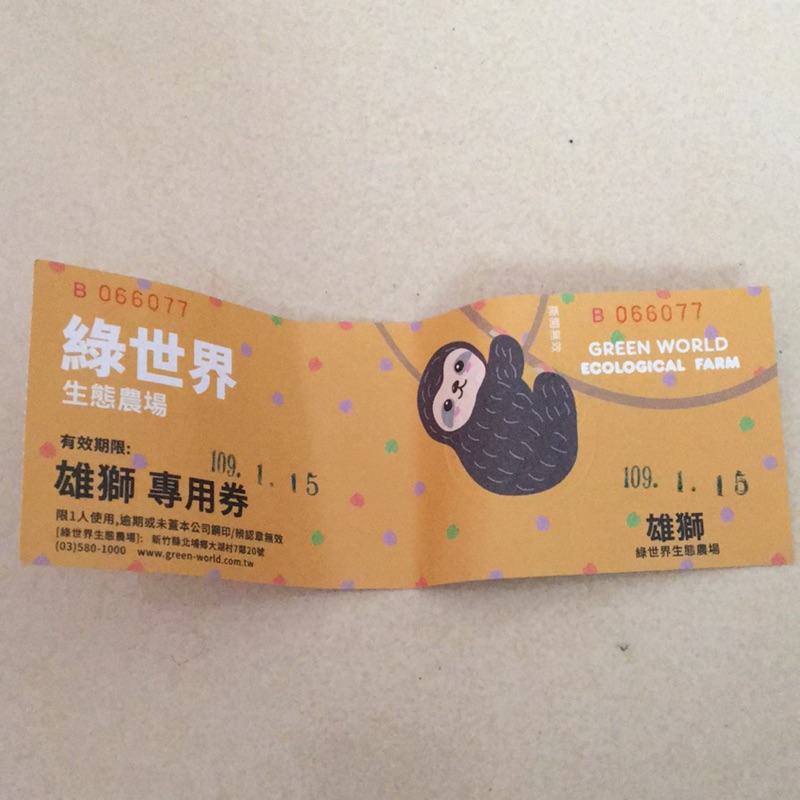 B 066077
綠世界
生態農場
有效期限:
109. 1. 15
雄獅 專用券
限1人使用,逾期或未蓋本公司鋼印/辨認章無效
[綠世界生態農場]: 新竹縣北埔鄉大湖村7鄰20號
(03)580-1000 www.green-world.com.tw
撕開無效
B 066077
GREEN WORLD
ECOLOGICAL FARM
109. 1. 15
雄獅
綠世界生態農場